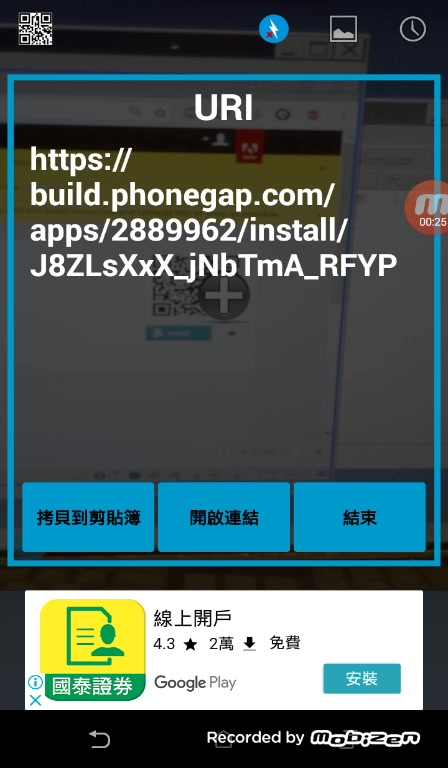 URI
https://
build.phonegap.com/
apps/2889962/install/
J8ZLsXxX_jNbTmA_RFYP
00:25
拷貝到剪貼簿
開啟連結
結束
線上開戶
4.3 ★ 2萬 免費
國泰證券
Google Play
安裝
Recorded by mobizen